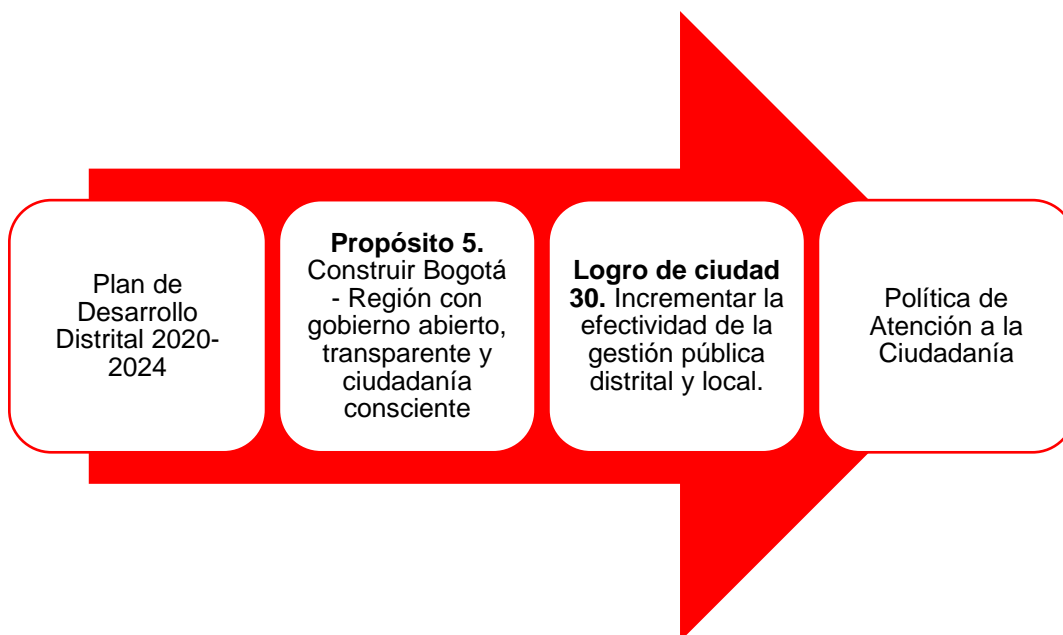 Plan de
Desarrollo
Distrital 2020-
2024
Propósito 5.
Construir Bogotá
- Región con
gobierno abierto,
transparente y
ciudadanía
consciente
Logro de ciudad
30. Incrementar la
efectividad de la
gestión pública
distrital y local.
Política de
Atención a la
Ciudadanía